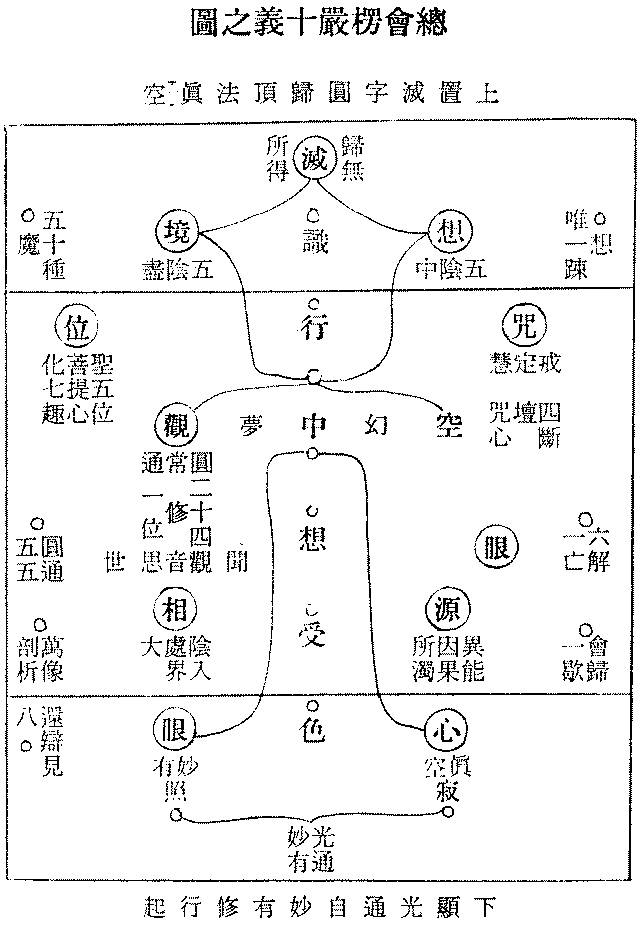 總會楞嚴十義之圖
上置滅字圓歸頂法眞空
滅
歸無
所得
識
想
五陰中
境
五陰盡
想
唯一踈
五十種
魔
行
咒
戒定慧
四斷
壇
咒心
位
聖五位
菩提心
化七趣
空幻中夢觀
圓二十四觀
常修音
通一位思
聞
世
想
眼
六解
一亡
圓通
五五
受
源
異能
因果
所濁
相
陰入
處界
大
會歸
一歇
萬像
剖析
色
心
眞
空寂
眼
妙
有照
還辯見
八
光通
妙有
下顯光通自妙有修行起